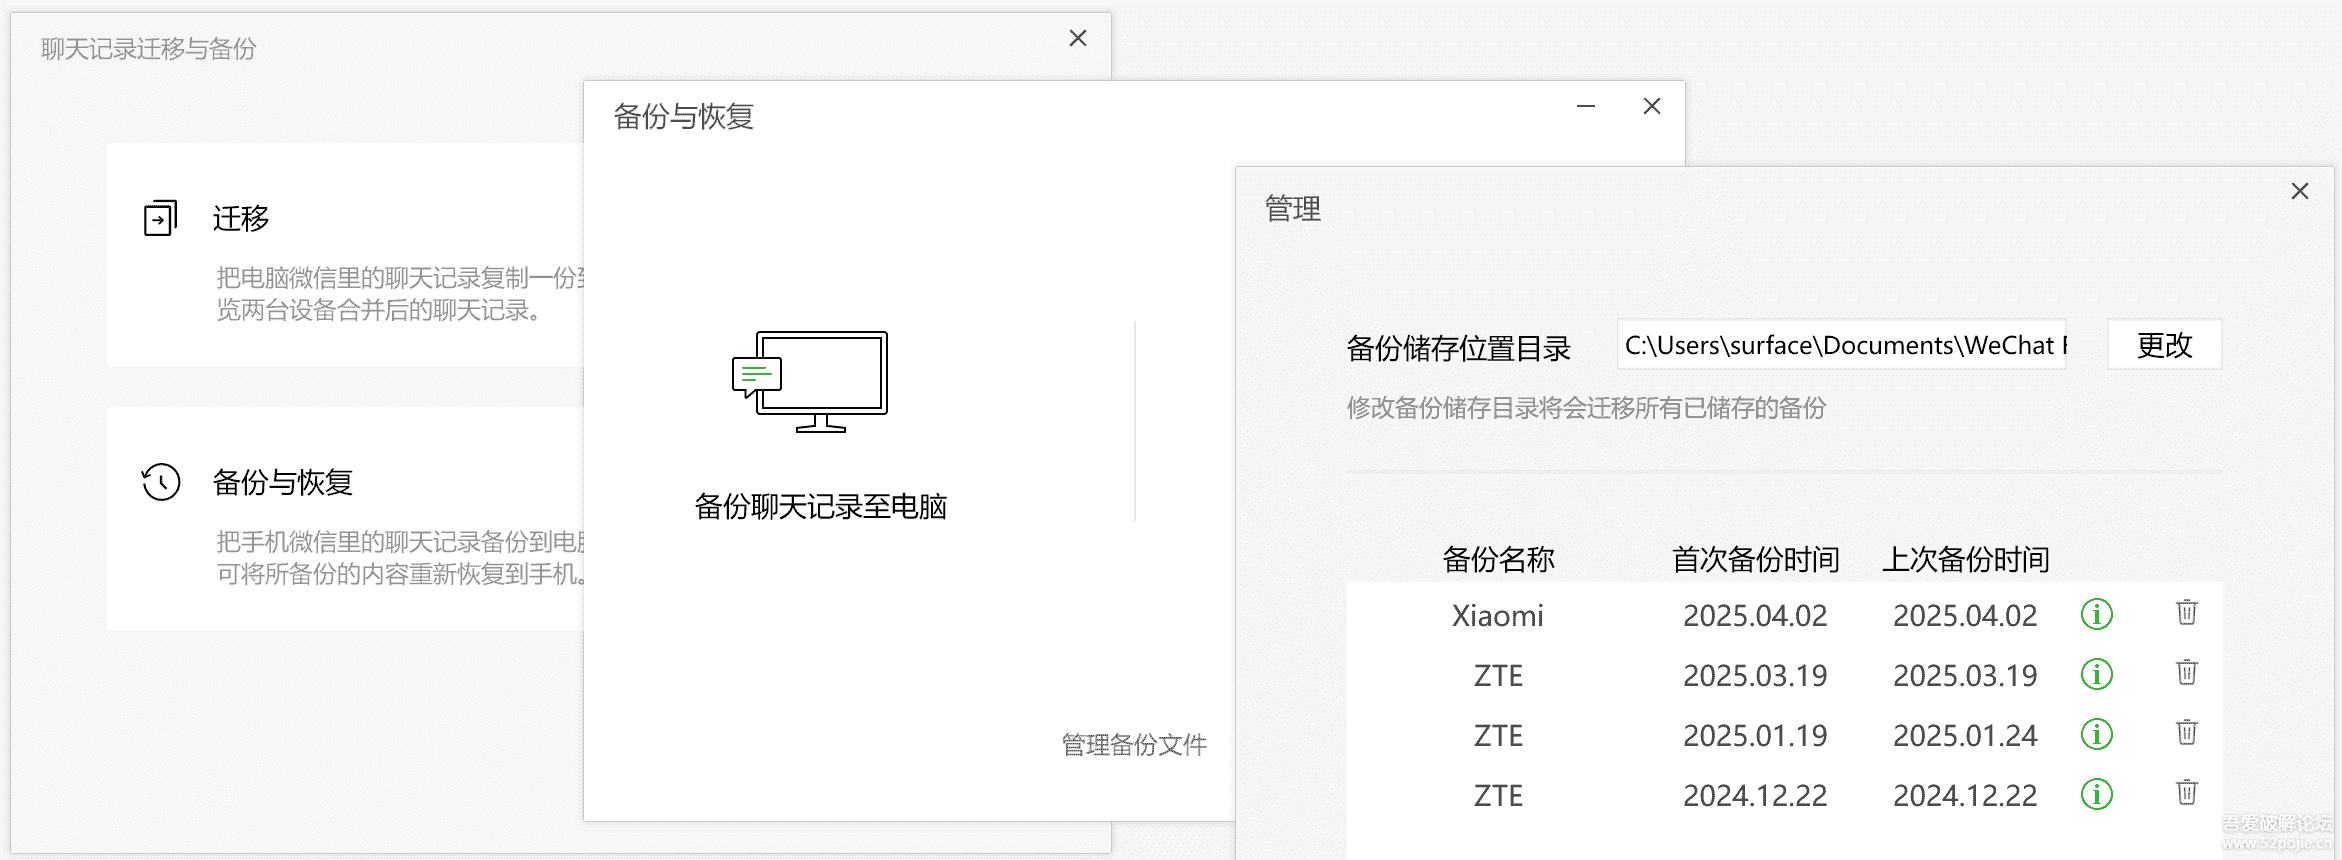 聊天记录迁移与备份
迁移
把电脑微信里的聊天记录复制一份
览两台设备合并后的聊天记录。
备份与恢复
把手机微信里的聊天记录备份到电
可将所备份的内容重新恢复到手机。
备份与恢复
备份聊天记录至电脑
管理备份文件
管理
备份储存位置目录 C:\Users\surface\Documents\WeChat 更改
修改备份储存目录将会迁移所有已储存的备份
备份名称 首次备份时间 上次备份时间
Xiaomi 2025.04.02 2025.04.02
ZTE 2025.03.19 2025.03.19
ZTE 2025.01.19 2025.01.24
ZTE 2024.12.22 2024.12.22
吾爱破解论坛
www.52pojie.cn